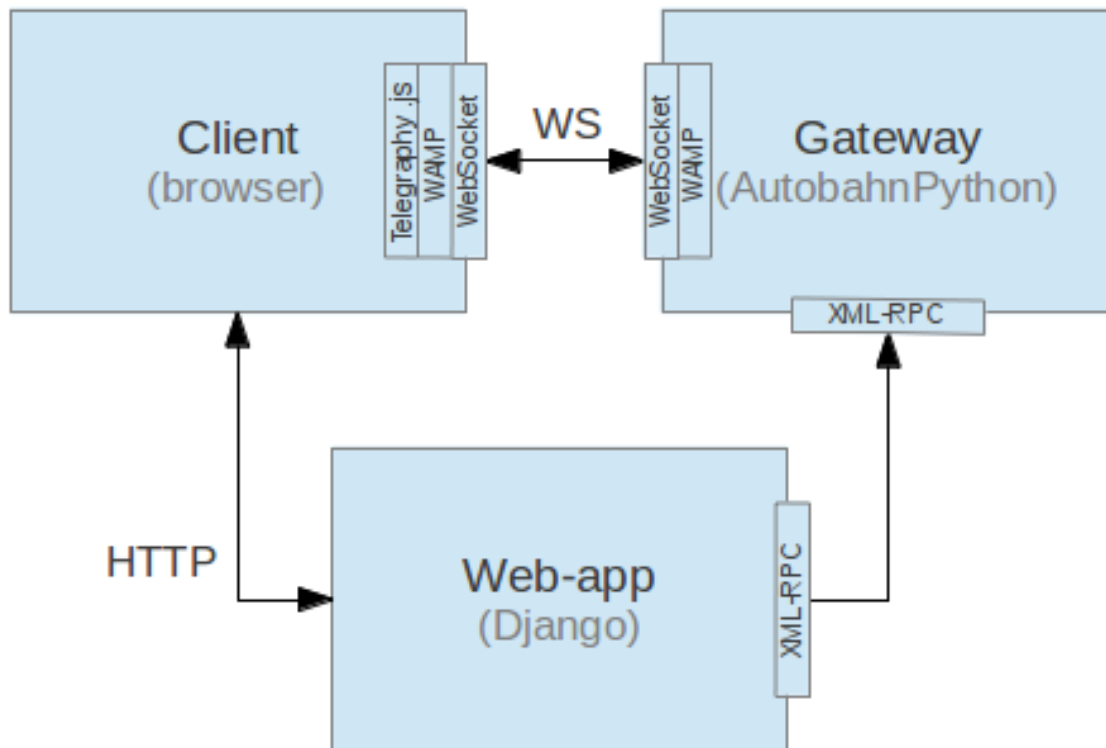 Client
(browser)
Telegraphy .js
WAMP
WebSocket
WS
WebSocket
WAMP
Gateway
(AutobahnPython)
XML-RPC
HTTP
Web-app
(Django)
XML-RPC